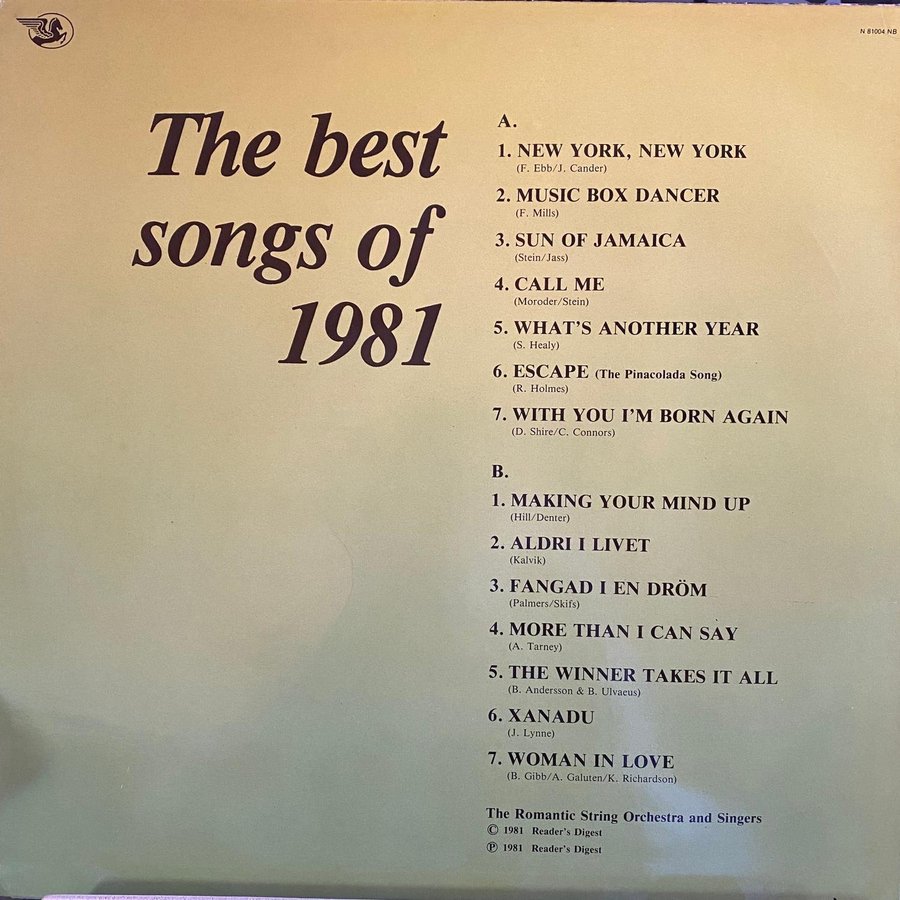 N 81004 NB
The best
songs of
1981
A.
1. NEW YORK, NEW YORK
(F. Ebb/J. Cander)
2. MUSIC BOX DANCER
(F. Mills)
3. SUN OF JAMAICA
(Stein/Jass)
4. CALL ME
(Moroder/Stein)
5. WHAT'S ANOTHER YEAR
(S. Healy)
6. ESCAPE (The Pinacolada Song)
(R. Holmes)
7. WITH YOU I'M BORN AGAIN
(D. Shire/C. Connors)
B.
1. MAKING YOUR MIND UP
(Hill/Denter)
2. ALDRI I LIVET
(Kalvik)
3. FANGAD I EN DRÖM
(Palmers/Skifs)
4. MORE THAN I CAN SAY
(A. Tarney)
5. THE WINNER TAKES IT ALL
(B. Andersson & B. Ulvaeus)
6. XANADU
(J. Lynne)
7. WOMAN IN LOVE
(B. Gibb/A. Galuten/K. Richardson)
The Romantic String Orchestra and Singers
© 1981 Reader's Digest
℗ 1981 Reader's Digest